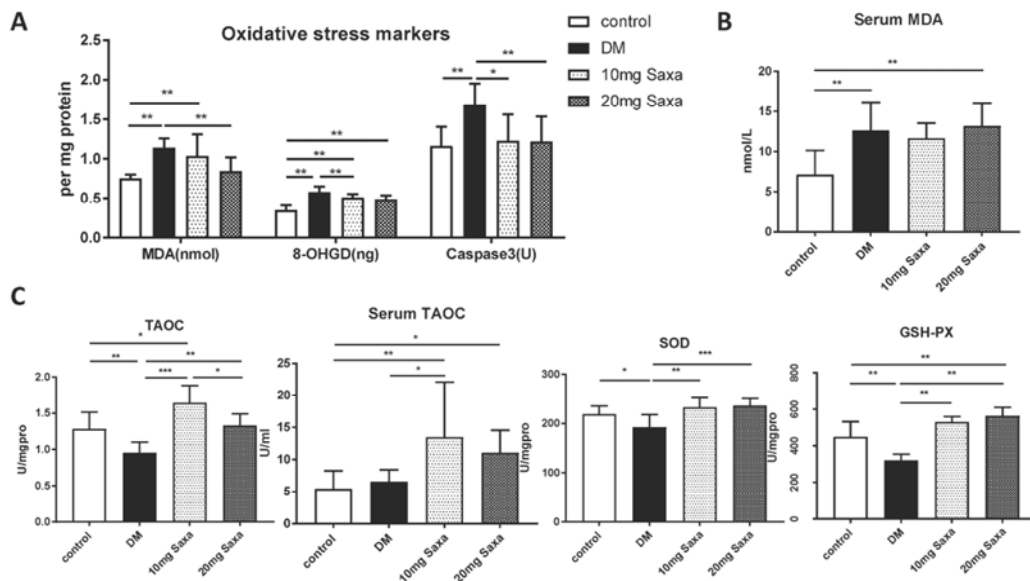 A
Oxidative stress markers
control
DM
10mg Saxa
20mg Saxa
per mg protein
2.5
2.0
1.5
1.0
0.5
0.0
** ** **
** ** ** **
** * **
MDA(nmol) 8-OHGD(ng) Caspase3(U)
B
Serum MDA
nmol/L
20
15
10
5
0
**
**
control DM 10mg Saxa 20mg Saxa
C
TAOC
U/mgpro
2.0
1.5
1.0
0.5
0.0
*
** **
*** *
control DM 10mg Saxa 20mg Saxa
Serum TAOC
U/ml
25
20
15
10
5
0
*
**
*
control DM 10mg Saxa 20mg Saxa
SOD
U/mgpro
200
100
0
***
* **
control DM 10mg Saxa 20mg Saxa
GSH-PX
U/mgpro
800
600
400
200
0
**
** **
**
control DM 10mg Saxa 20mg Saxa